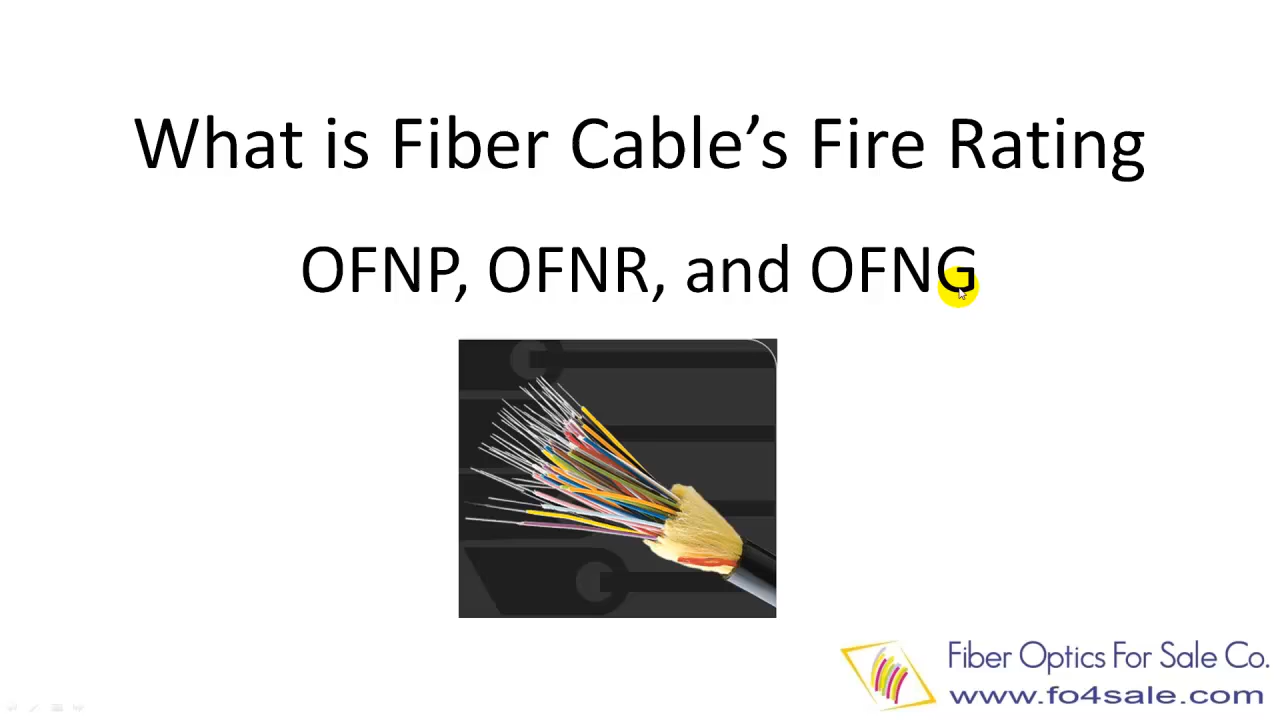 What is Fiber Cable’s Fire Rating
OFNP, OFNR, and OFNG
Fiber Optics For Sale Co.
www.fo4sale.com